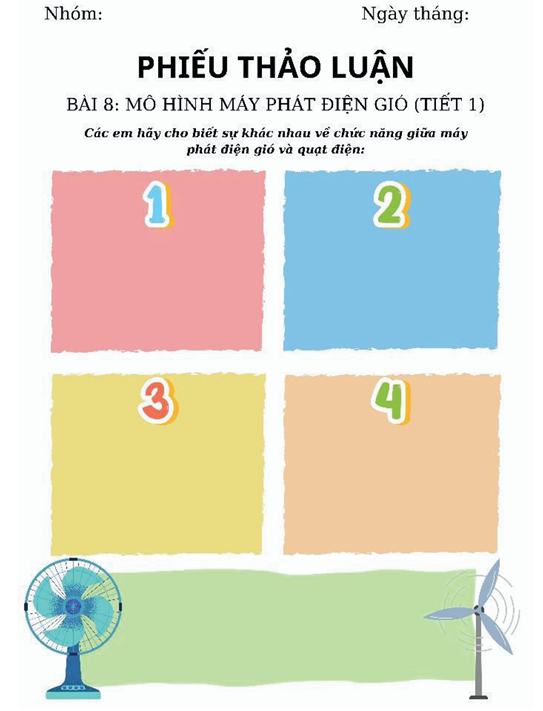 Nhóm:
Ngày tháng:
PHIẾU THẢO LUẬN
BÀI 8: MÔ HÌNH MÁY PHÁT ĐIỆN GIÓ (TIẾT 1)
Các em hãy cho biết sự khác nhau về chức năng giữa máy
phát điện gió và quạt điện:
1
2
3
4